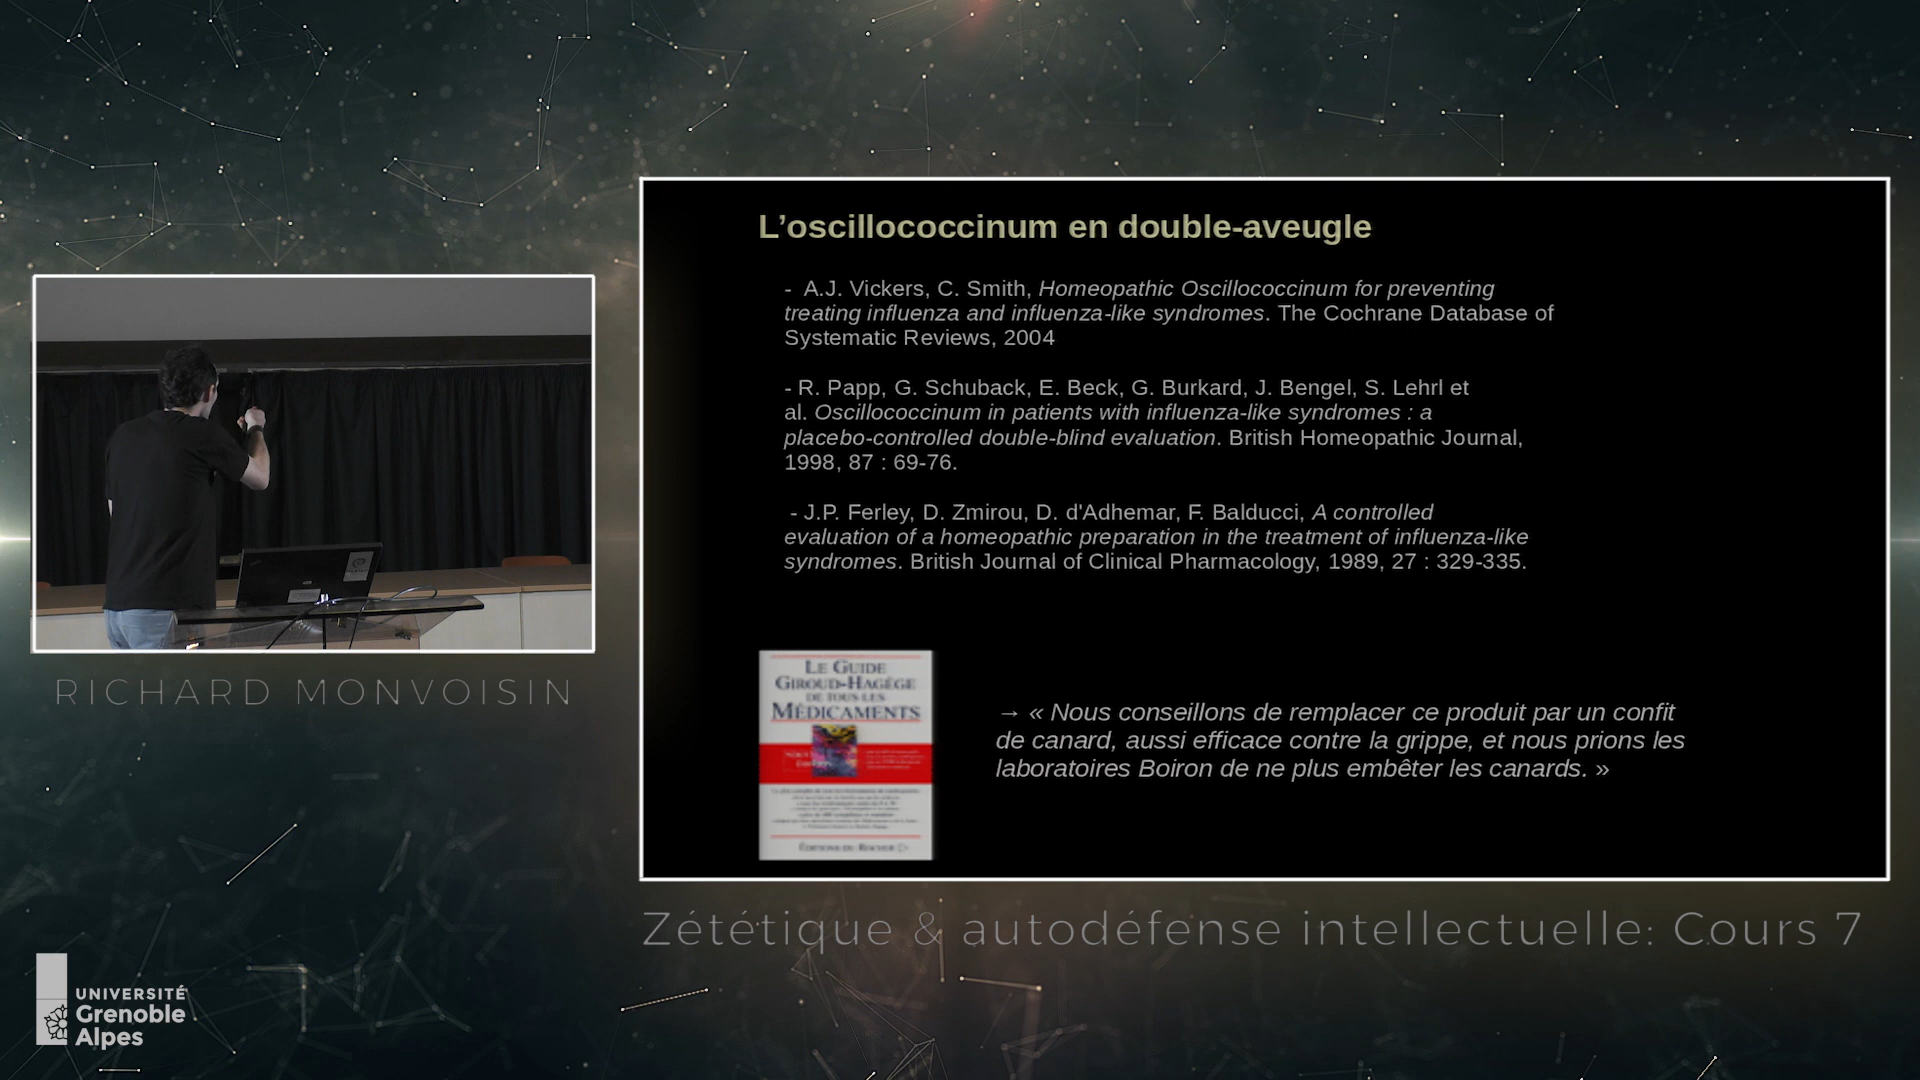 L’oscillococcinum en double-aveugle
- A.J. Vickers, C. Smith, Homeopathic Oscillococcinum for preventing
treating influenza and influenza-like syndromes. The Cochrane Database of
Systematic Reviews, 2004
- R. Papp, G. Schuback, E. Beck, G. Burkard, J. Bengel, S. Lehrl et
al. Oscillococcinum in patients with influenza-like syndromes : a
placebo-controlled double-blind evaluation. British Homeopathic Journal,
1998, 87 : 69-76.
- J.P. Ferley, D. Zmirou, D. d'Adhemar, F. Balducci, A controlled
evaluation of a homeopathic preparation in the treatment of influenza-like
syndromes. British Journal of Clinical Pharmacology, 1989, 27 : 329-335.
LE GUIDE
GIROUD-HAGÈGE
DE TOUS LES
MÉDICAMENTS
ÉDITIONS DU ROCHER
→ « Nous conseillons de remplacer ce produit par un confit
de canard, aussi efficace contre la grippe, et nous prions les
laboratoires Boiron de ne plus embêter les canards. »
RICHARD MONVOISIN
Zététique & autodéfense intellectuelle: Cours 7
UNIVERSITÉ
Grenoble
Alpes